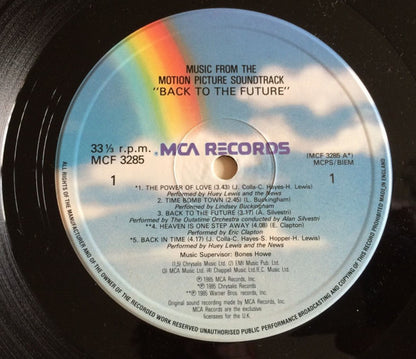 MUSIC FROM THE
MOTION PICTURE SOUNDTRACK
"BACK TO THE FUTURE"
33⅓ r.p.m.
MCF 3285
MCA RECORDS
(MCF 3285 A*)
MCPS/BIEM
1
1
*1. THE POWER OF LOVE (3.43) (J. Colla-C. Hayes-H. Lewis)
Performed by Huey Lewis and the News
2. TIME BOMB TOWN (2.45) (L. Buckingham)
Performed by Lindsey Buckingham
3. BACK TO THE FUTURE (3.17) (A. Silvestri)
Performed by The Outatime Orchestra conducted by Alan Silvestri
**4. HEAVEN IS ONE STEP AWAY (4.08) (E. Clapton)
Performed by Eric Clapton
*5. BACK IN TIME (4.17) (J. Colla-C. Hayes-S. Hopper-H. Lewis)
Performed by Huey Lewis and the News
Music Supervisor: Bones Howe
(1,5) Chrysalis Music Ltd. (2) EMI Music Pub. Ltd.
(3) MCA Music Ltd. (4) Chappell Music Ltd./E.C. Music Ltd.
℗ 1985 MCA Records, Inc.
*℗ 1985 Chrysalis Records
**℗ 1985 Warner Bros. records, Inc.
Original sound recording made by MCA Records, Inc.
MCA Records are the exclusive
licensees for the U.K.
ALL RIGHTS OF THE MANUFACTURER AND OF THE OWNER OF THE RECORDED WORK RESERVED UNAUTHORISED PUBLIC PERFORMANCE BROADCASTING AND COPYING OF THIS RECORD PROHIBITED MADE IN ENGLAND